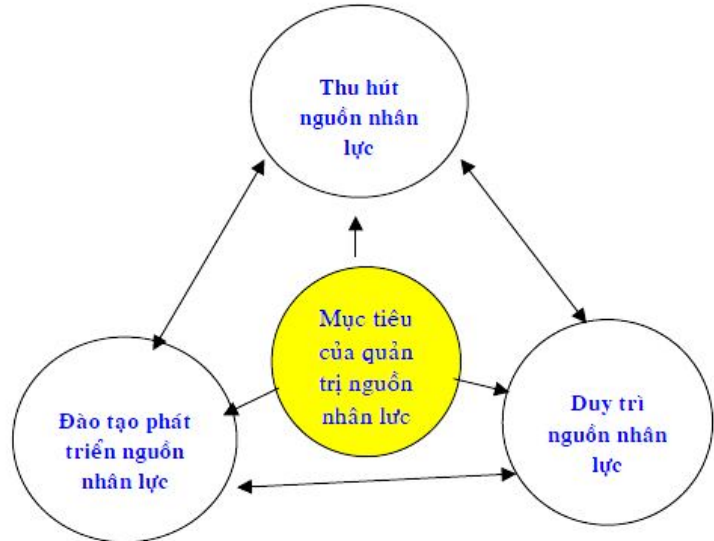 Thu hút
nguồn nhân
lực
Mục tiêu
của quản
trị nguồn
nhân lưc
Đào tạo phát
triển nguồn
nhân lực
Duy trì
nguồn nhân
lực